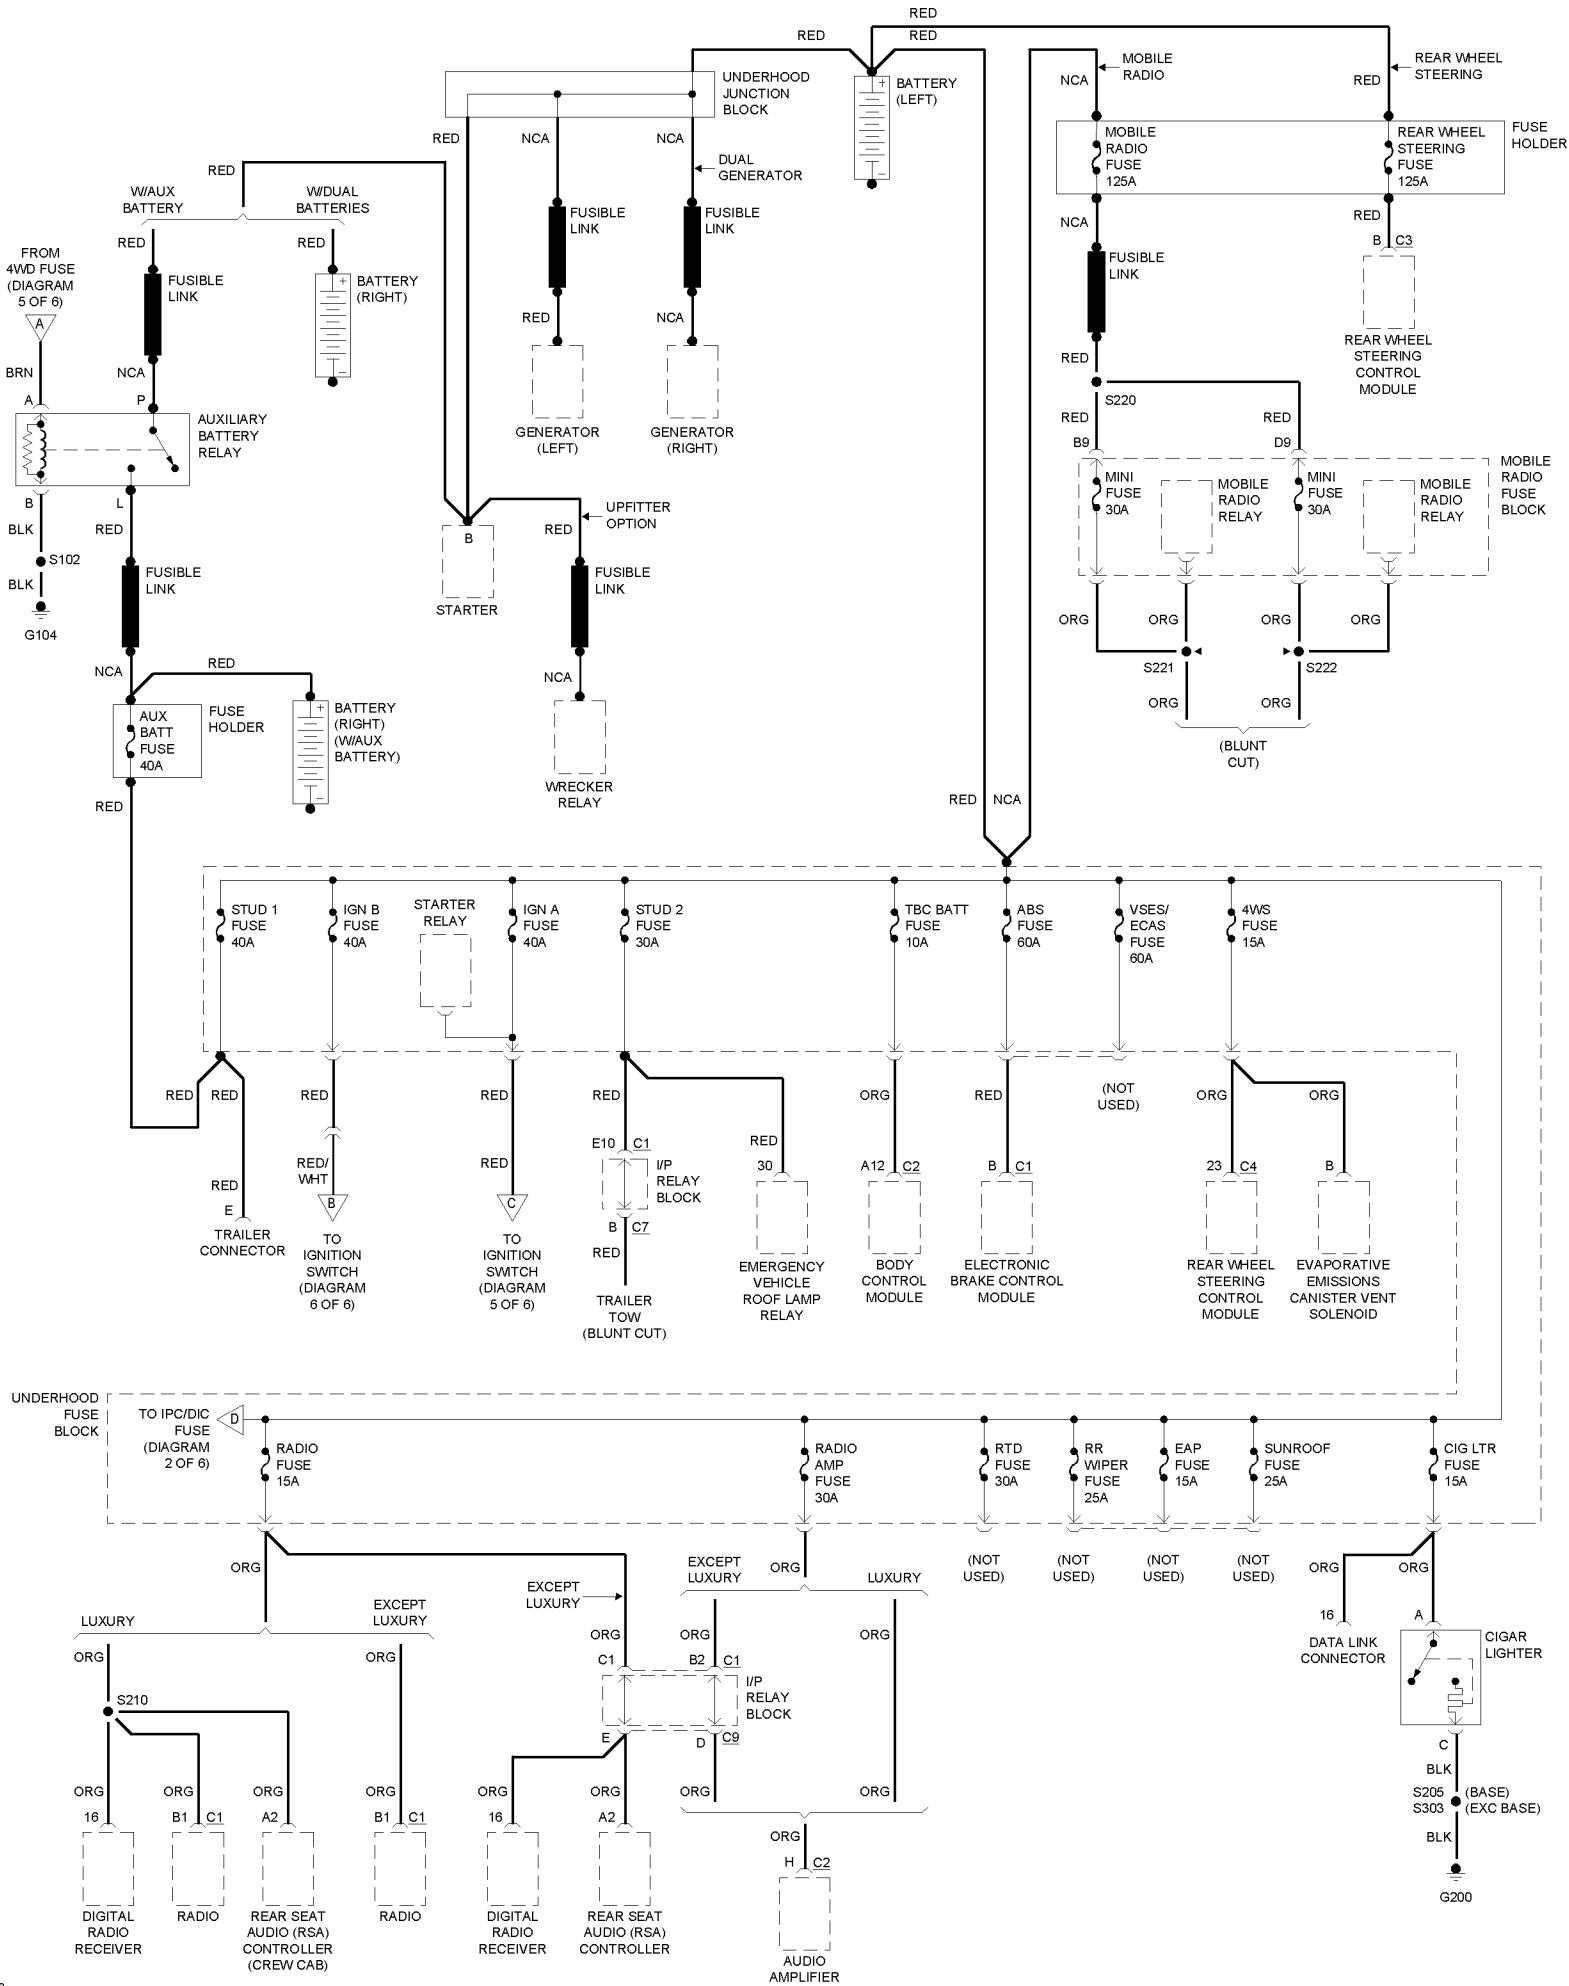 RED
RED
RED
UNDERHOOD
JUNCTION
BLOCK
BATTERY
(LEFT)
+
−
NCA
MOBILE
RADIO
RED
REAR WHEEL
STEERING
MOBILE
RADIO
FUSE
125A
REAR WHEEL
STEERING
FUSE
125A
FUSE
HOLDER
RED
NCA
NCA
DUAL
GENERATOR
RED
W/AUX
BATTERY
W/DUAL
BATTERIES
FUSIBLE
LINK
FUSIBLE
LINK
NCA
RED
B
C3
RED
RED
FROM
4WD FUSE
(DIAGRAM
5 OF 6)
A
FUSIBLE
LINK
+
−
BATTERY
(RIGHT)
FUSIBLE
LINK
RED
NCA
REAR WHEEL
STEERING
CONTROL
MODULE
BRN
NCA
RED
A
P
S220
AUXILIARY
BATTERY
RELAY
GENERATOR
(LEFT)
GENERATOR
(RIGHT)
RED
RED
B9
D9
MINI
FUSE
30A
MOBILE
RADIO
RELAY
MINI
FUSE
30A
MOBILE
RADIO
RELAY
MOBILE
RADIO
FUSE
BLOCK
B
L
BLK
RED
UPFITTER
OPTION
RED
B
S102
BLK
FUSIBLE
LINK
STARTER
FUSIBLE
LINK
G104
ORG
ORG
ORG
ORG
S221
S222
NCA
RED
NCA
ORG
ORG
AUX
BATT
FUSE
40A
FUSE
HOLDER
+
−
BATTERY
(RIGHT)
(W/AUX
BATTERY)
(BLUNT
CUT)
WRECKER
RELAY
RED
RED
NCA
STUD 1
FUSE
40A
IGN B
FUSE
40A
STARTER
RELAY
IGN A
FUSE
40A
STUD 2
FUSE
30A
TBC BATT
FUSE
10A
ABS
FUSE
60A
VSES/
ECAS
FUSE
60A
4WS
FUSE
15A
RED
RED
RED
RED
RED
ORG
RED
(NOT
USED)
ORG
ORG
RED
E10
C1
RED
RED/
WHT
RED
I/P
RELAY
BLOCK
30
A12
C2
B
C1
23
C4
B
E
B
C
B
C7
TRAILER
CONNECTOR
TO
IGNITION
SWITCH
(DIAGRAM
6 OF 6)
TO
IGNITION
SWITCH
(DIAGRAM
5 OF 6)
RED
TRAILER
TOW
(BLUNT CUT)
EMERGENCY
VEHICLE
ROOF LAMP
RELAY
BODY
CONTROL
MODULE
ELECTRONIC
BRAKE CONTROL
MODULE
REAR WHEEL
STEERING
CONTROL
MODULE
EVAPORATIVE
EMISSIONS
CANISTER VENT
SOLENOID
UNDERHOOD
FUSE
BLOCK
TO IPC/DIC
FUSE
(DIAGRAM
2 OF 6)
D
RADIO
FUSE
15A
RADIO
AMP
FUSE
30A
RTD
FUSE
30A
RR
WIPER
FUSE
25A
EAP
FUSE
15A
SUNROOF
FUSE
25A
CIG LTR
FUSE
15A
ORG
EXCEPT
LUXURY
EXCEPT
LUXURY
ORG
LUXURY
(NOT
USED)
(NOT
USED)
(NOT
USED)
(NOT
USED)
ORG
ORG
LUXURY
EXCEPT
LUXURY
16
A
ORG
ORG
ORG
ORG
ORG
DATA LINK
CONNECTOR
CIGAR
LIGHTER
C1
B2
C1
I/P
RELAY
BLOCK
S210
E
D
C9
C
BLK
ORG
ORG
ORG
ORG
ORG
ORG
ORG
ORG
S205
S303
(BASE)
(EXC BASE)
16
B1
C1
A2
B1
C1
16
A2
ORG
BLK
H
C2
G200
DIGITAL
RADIO
RECEIVER
RADIO
REAR SEAT
AUDIO (RSA)
CONTROLLER
(CREW CAB)
RADIO
DIGITAL
RADIO
RECEIVER
REAR SEAT
AUDIO (RSA)
CONTROLLER
AUDIO
AMPLIFIER